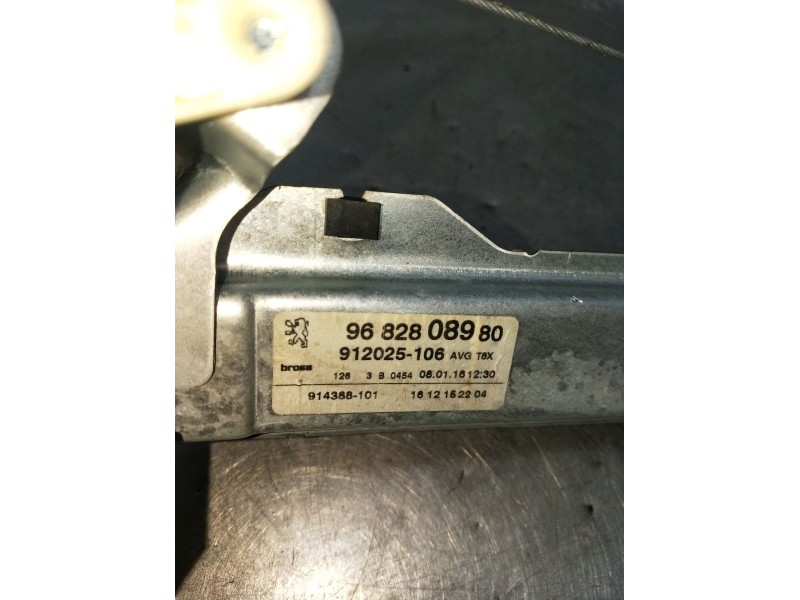 96 828 089 80
912025-106 AVG T8X
brose 126 3 B 0454 08.01.16 12:30
914388-101 16 12 15 22 04